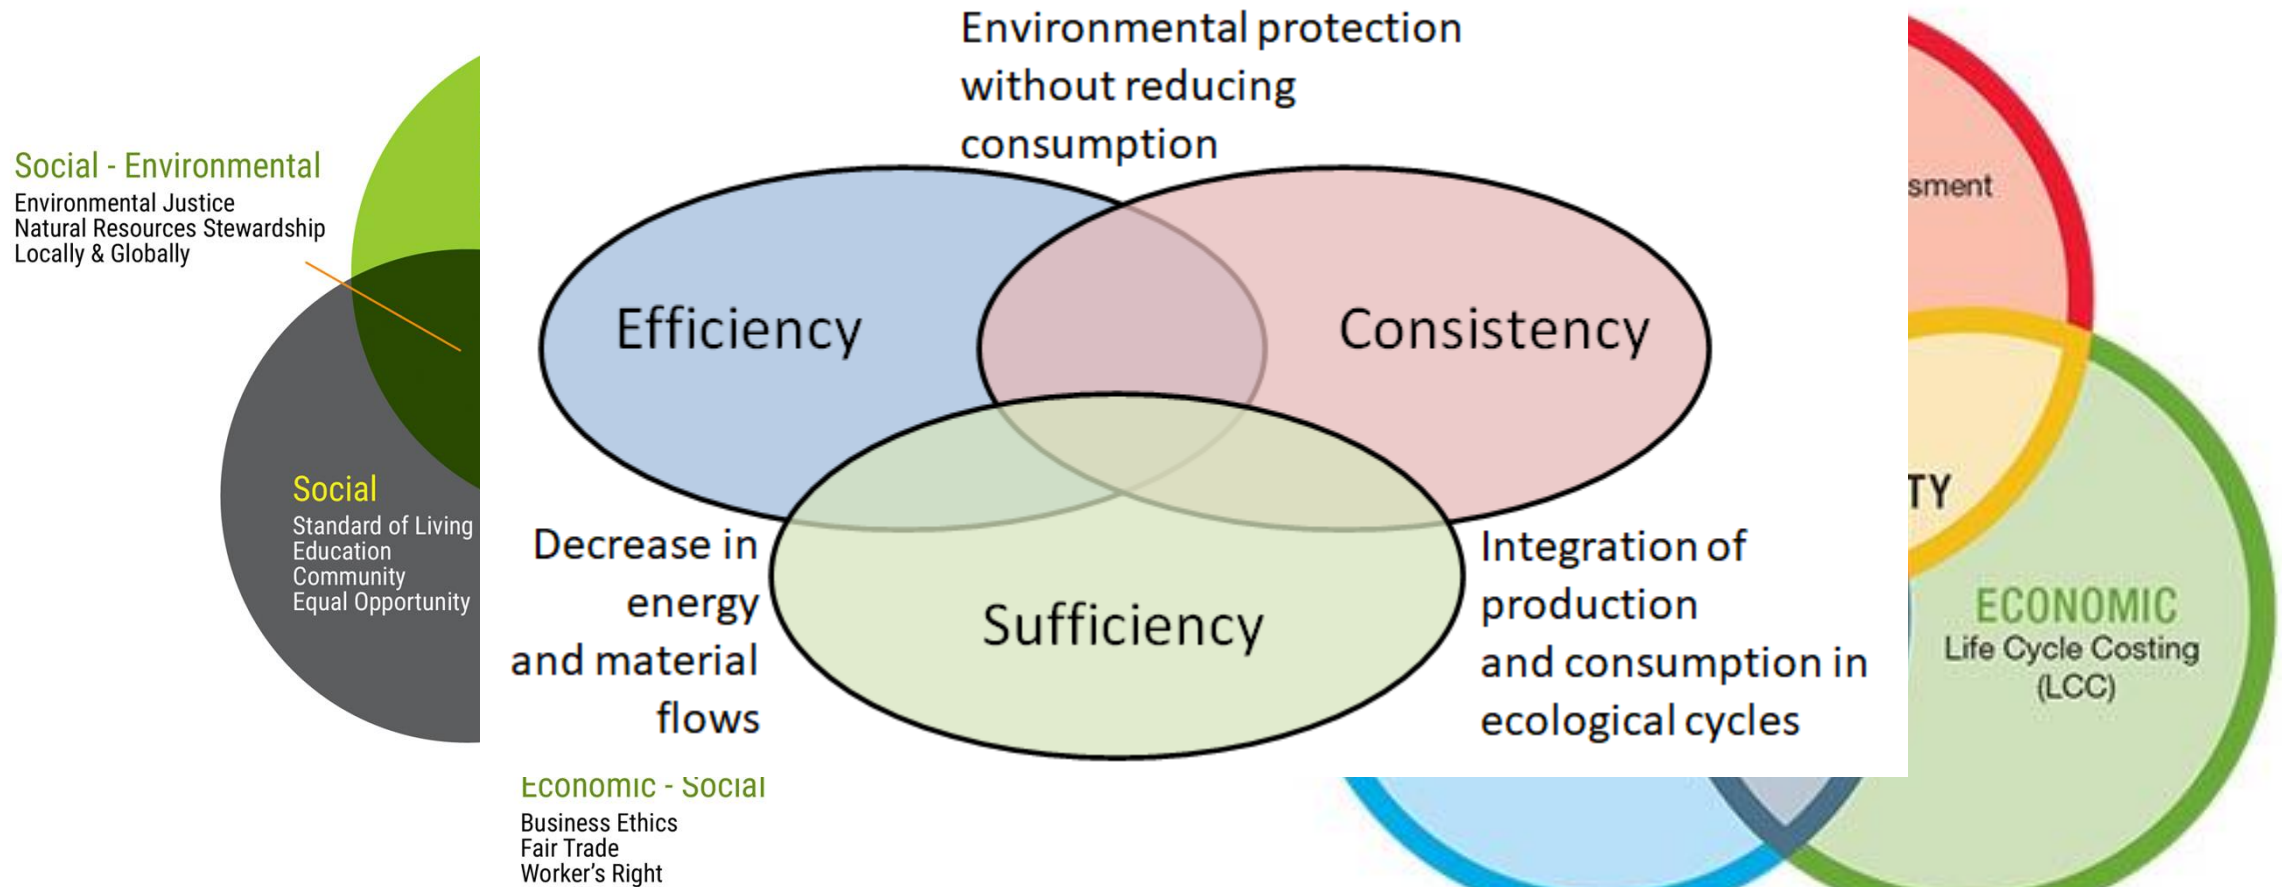 Social - Environmental
Environmental Justice
Natural Resources Stewardship
Locally & Globally
Social
Standard of Living
Education
Community
Equal Opportunity
Economic - Social
Business Ethics
Fair Trade
Worker's Right
Environmental protection
without reducing
consumption
Efficiency
Consistency
Sufficiency
Decrease in
energy
and material
flows
Integration of
production
and consumption in
ecological cycles
sment
TY
ECONOMIC
Life Cycle Costing
(LCC)